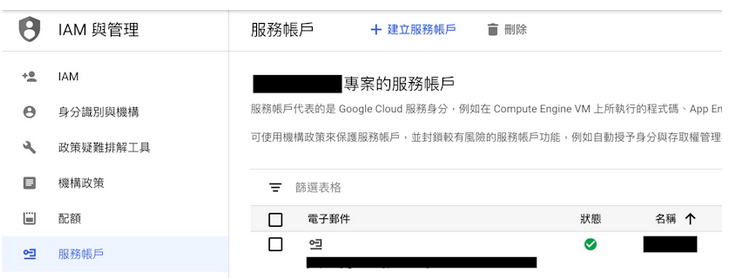 IAM 與管理
服務帳戶
建立服務帳戶
刪除
IAM
身分識別與機構
政策疑難排解工具
機構政策
配額
服務帳戶
專案的服務帳戶
服務帳戶代表的是 Google Cloud 服務身分，例如在 Compute Engine VM 上所執行的程式碼、App En
可使用機構政策來保護服務帳戶，並封鎖較有風險的服務帳戶功能，例如自動授予身分與存取權管理
篩選表格
電子郵件 狀態 名稱